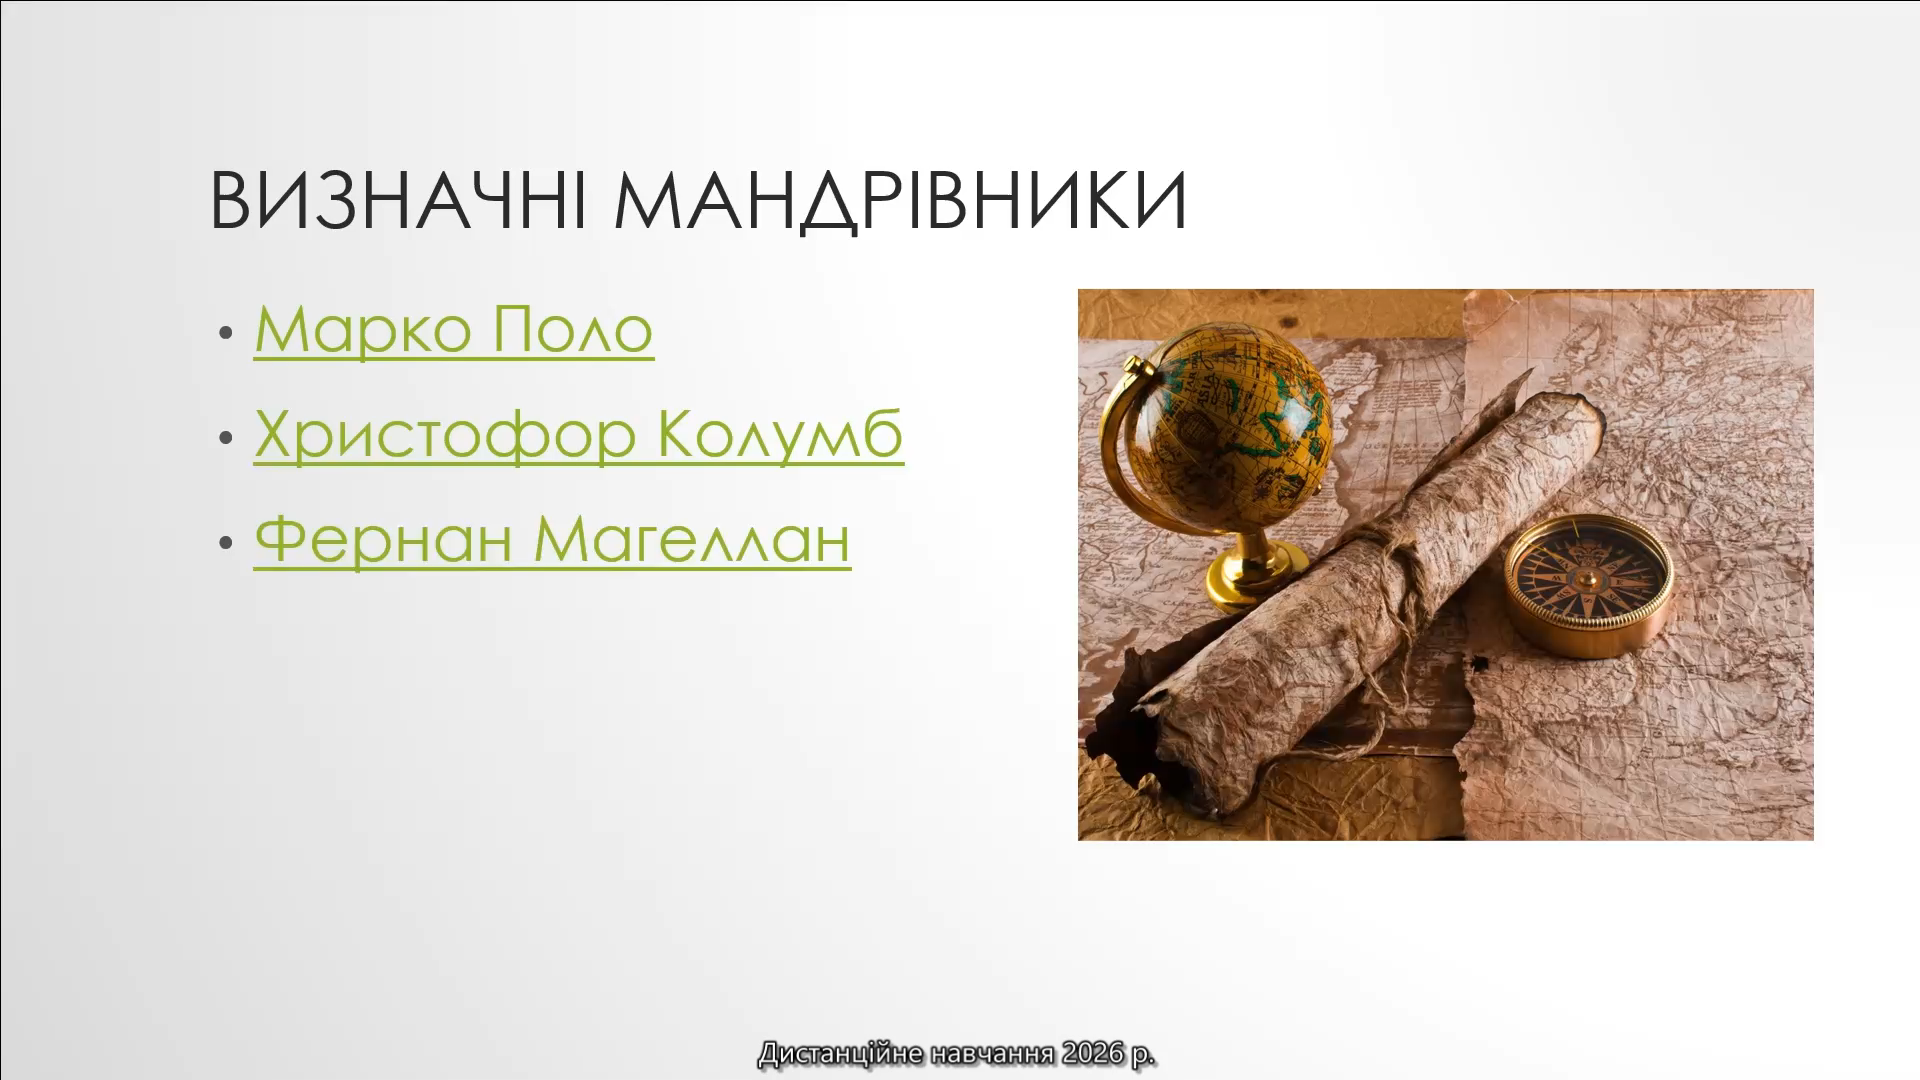 ВИЗНАЧНІ МАНДРІВНИКИ
• Марко Поло
• Христофор Колумб
• Фернан Магеллан
Дистанційне навчання 2026 р.